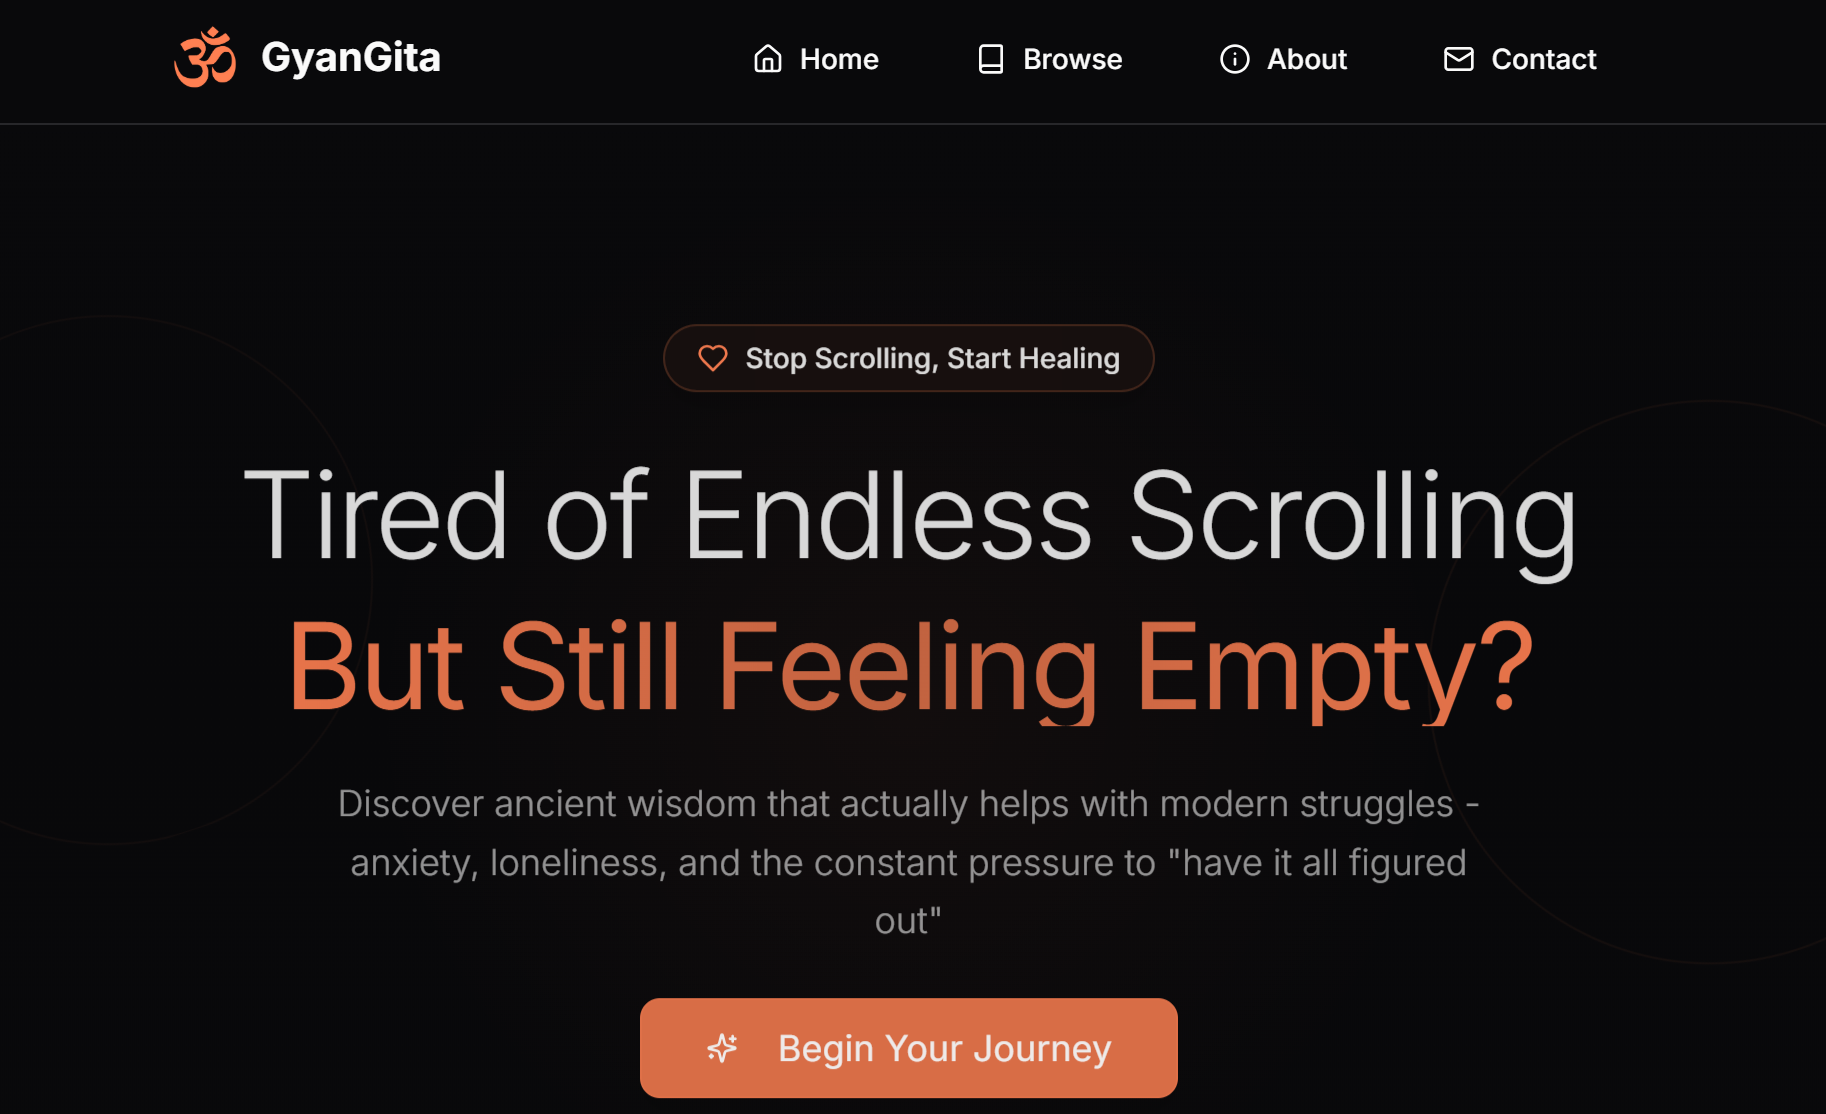 ॐ GyanGita
Home Browse About Contact
Stop Scrolling, Start Healing
Tired of Endless Scrolling
But Still Feeling Empty?
Discover ancient wisdom that actually helps with modern struggles -
anxiety, loneliness, and the constant pressure to "have it all figured
out"
Begin Your Journey